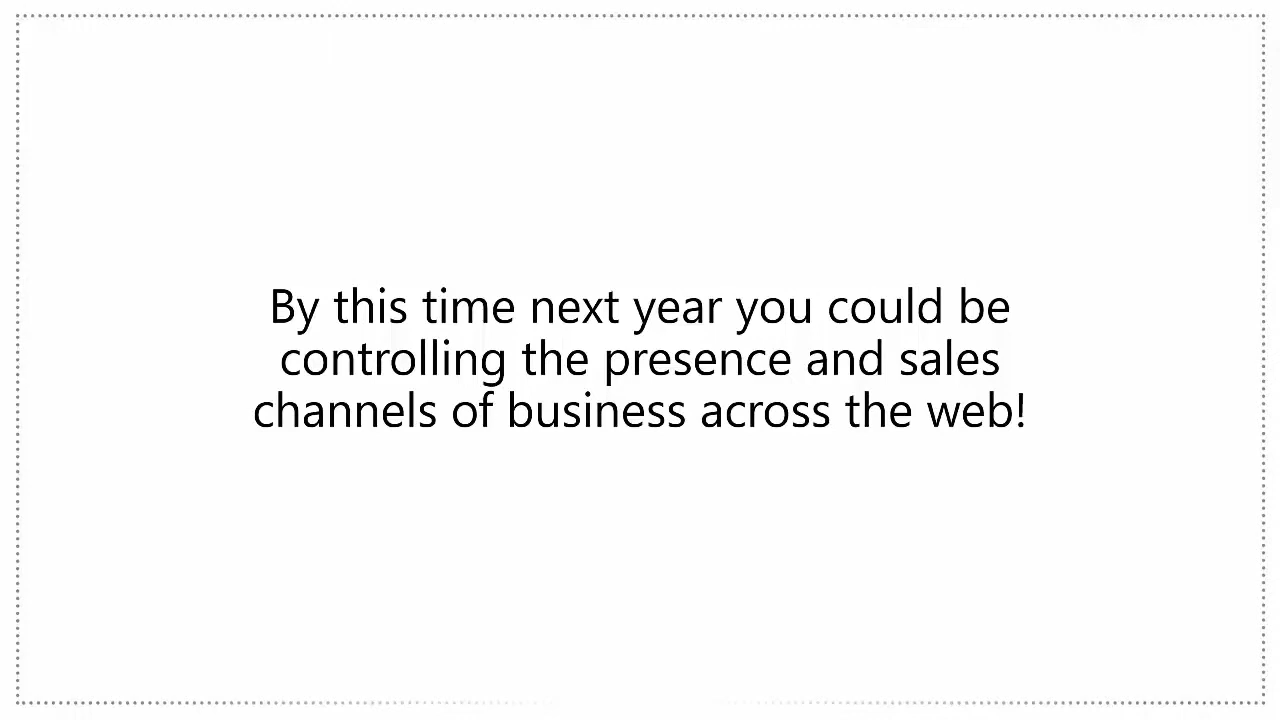 By this time next year you could be
controlling the presence and sales
channels of business across the web!